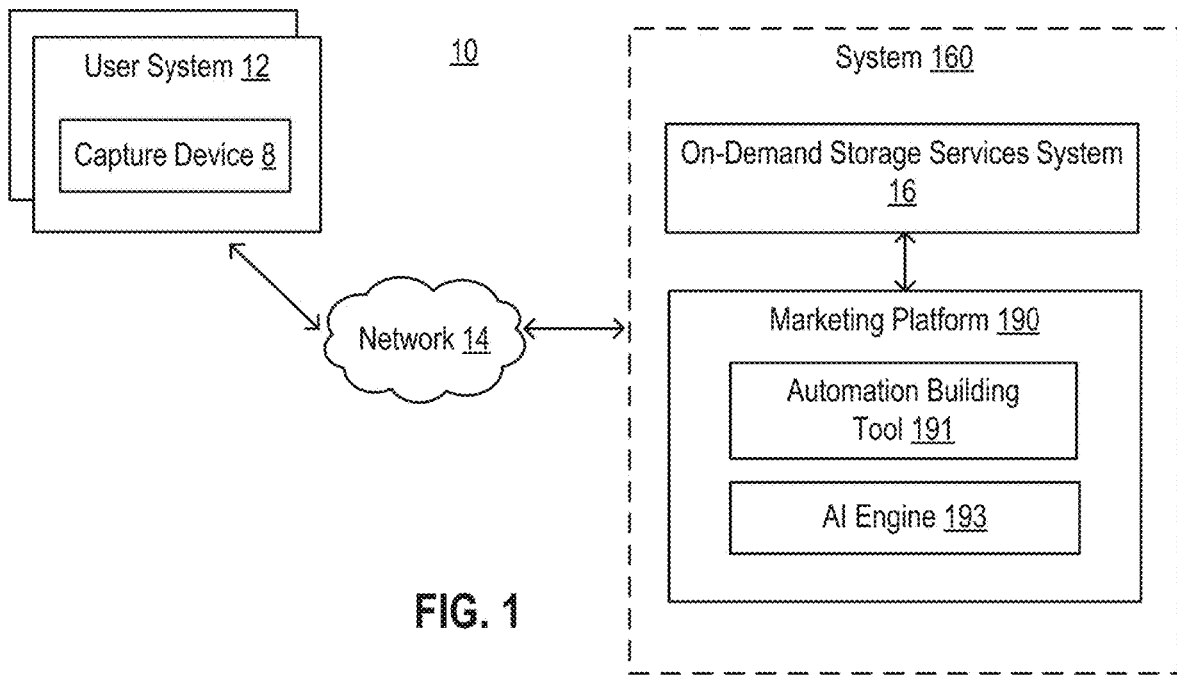 User System 12
Capture Device 8
10
Network 14
System 160
On-Demand Storage Services System
16
Marketing Platform 190
Automation Building
Tool 191
AI Engine 193
FIG. 1